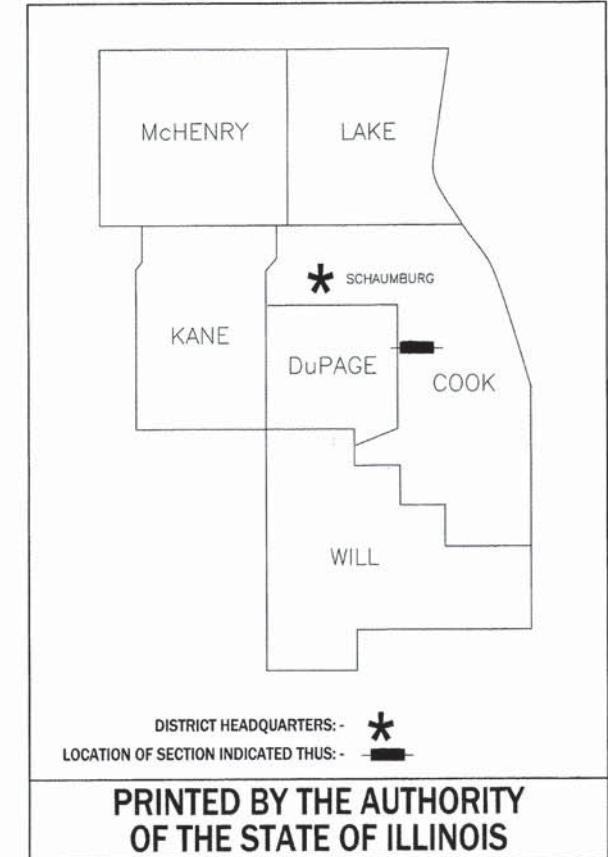 McHENRY
LAKE
SCHAUMBURG
KANE
DuPAGE
COOK
WILL
DISTRICT HEADQUARTERS: -
LOCATION OF SECTION INDICATED THUS: -
PRINTED BY THE AUTHORITY
OF THE STATE OF ILLINOIS